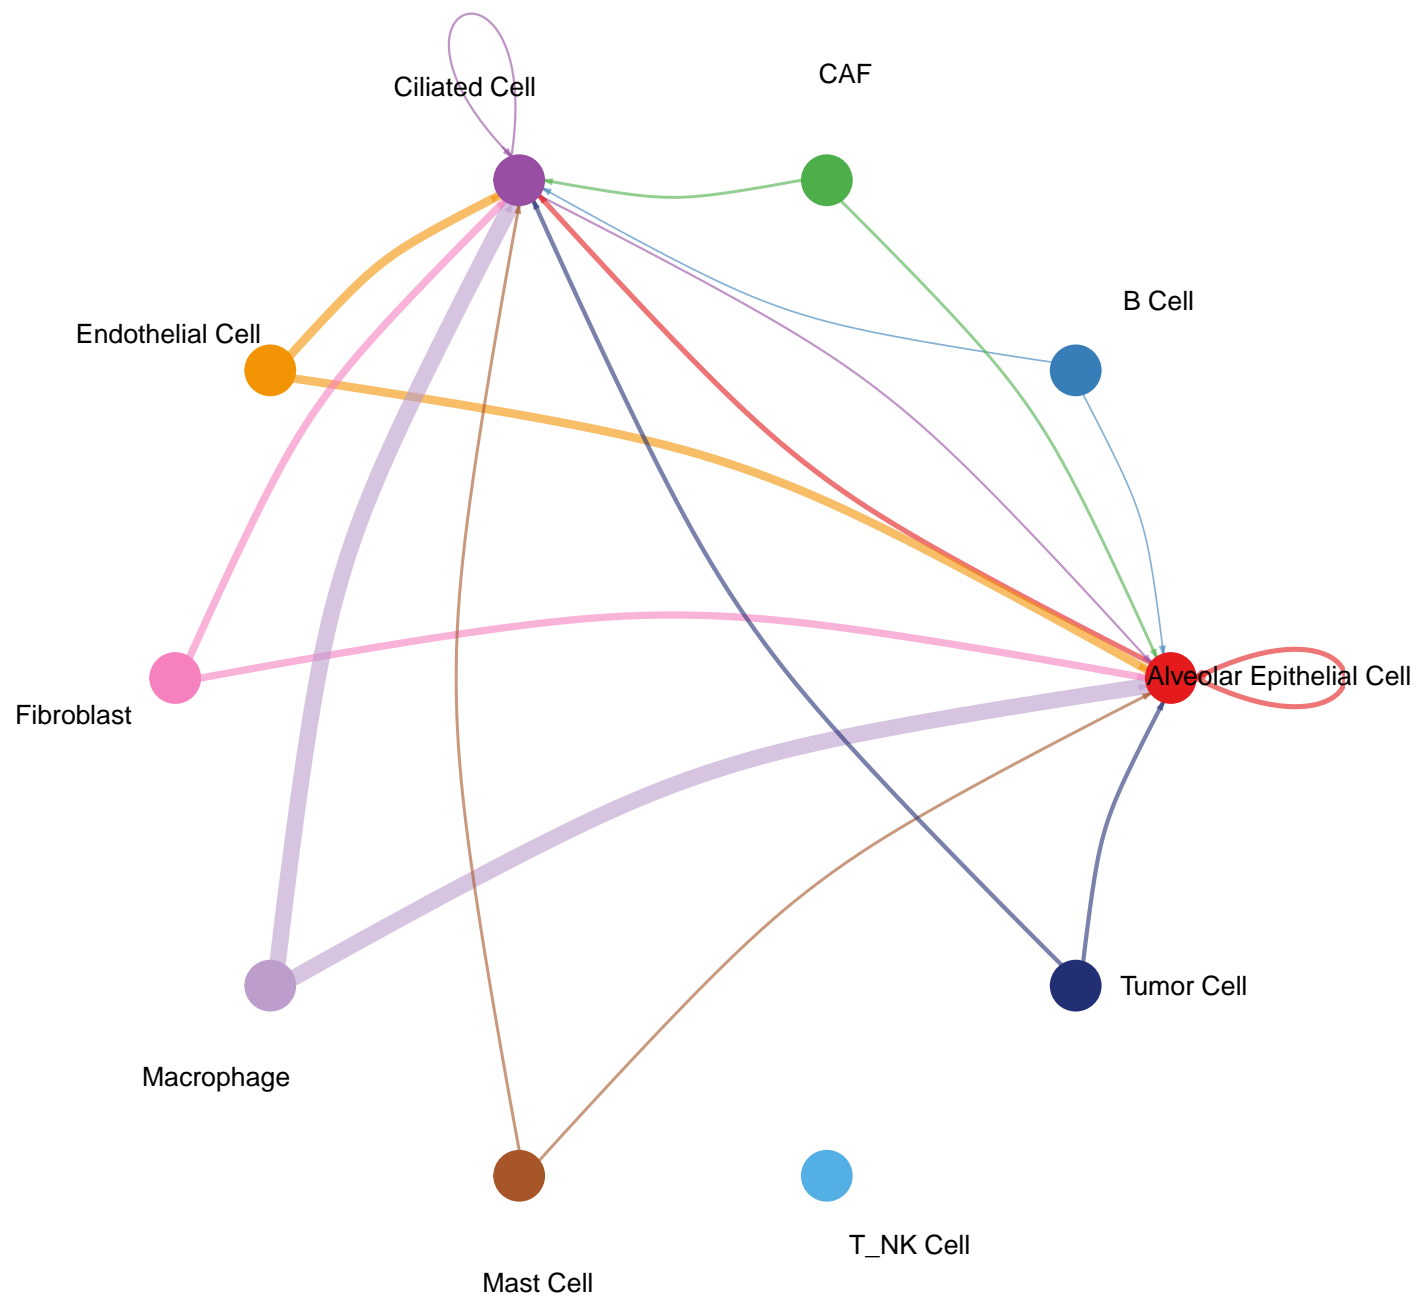 CAF
Ciliated Cell
B Cell
Endothelial Cell
Alveolar Epithelial Cell
Fibroblast
Tumor Cell
Macrophage
T_NK Cell
Mast Cell